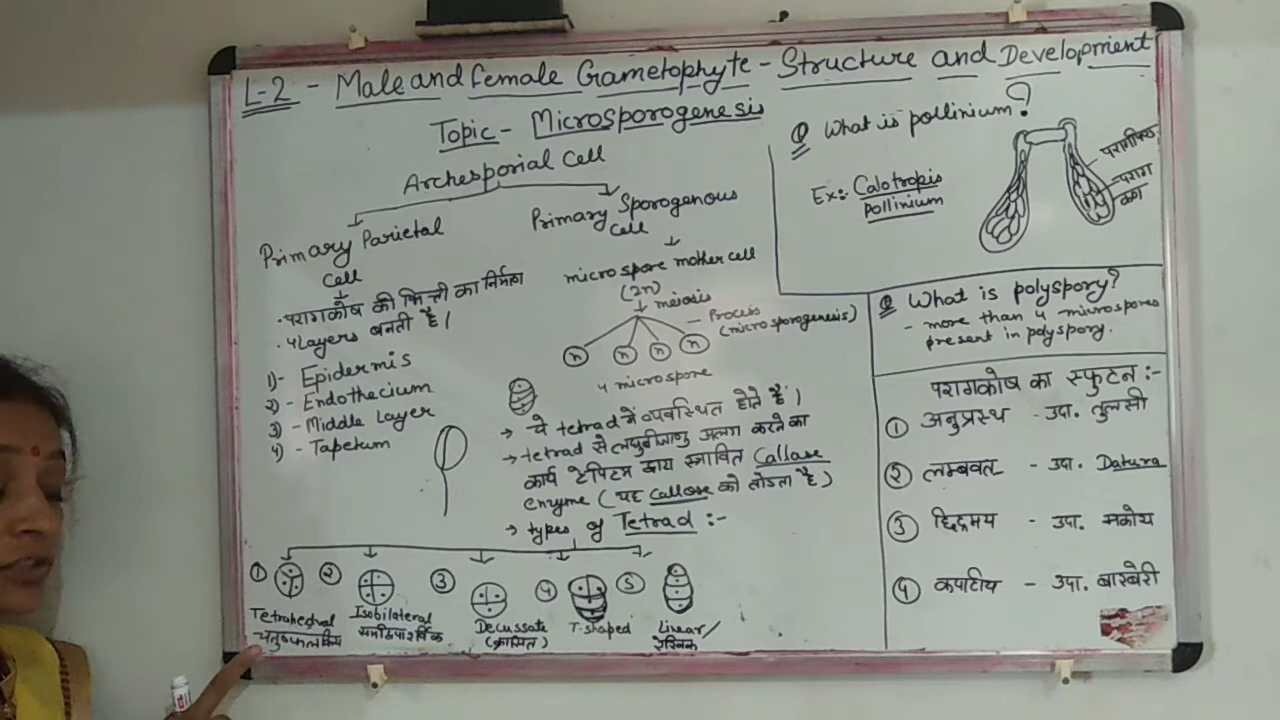 L-2 - Male and Female Gametophyte - Structure and Development
Topic - Microsporogenesis
Archesporial Cell
Primary Parietal
Cell
· परागकोष की भित्ती का निर्माण
· 4 layers बनती है।
1)- Epidermis
2)- Endothecium
3)- Middle Layer
4)- Tapetum
Primary Sporogenous
Cell
microspore mother cell
(2n)
meiosis
- Process
(microsporogenesis)
n n n n
4 microspore
→ ये tetrad में व्यवस्थित होते हैं।
→ tetrad से लघुबीजाणु अलग करने का
कार्य टेपिटम द्वारा स्त्रावित Callase
enzyme (यह Callose को तोड़ता है)
→ types of Tetrad :-
① ② ③ ④ ⑤
Tetrahedral
Isobilateral
Decussate
(क्रासित)
T-shaped
Linear/
रेखिक
Q What is pollinium?
Ex:- Calotropis
pollinium
पराग
कण
Q What is polyspory?
- more than 4 microspores
present in polyspory.
परागकोष का स्फुटन :-
① अनुप्रस्थ - उदा. तुलसी
② लम्बवत - उदा. Datura
③ छिद्रमय - उदा. मकोय
④ कपाटीय - उदा. बारबेरी